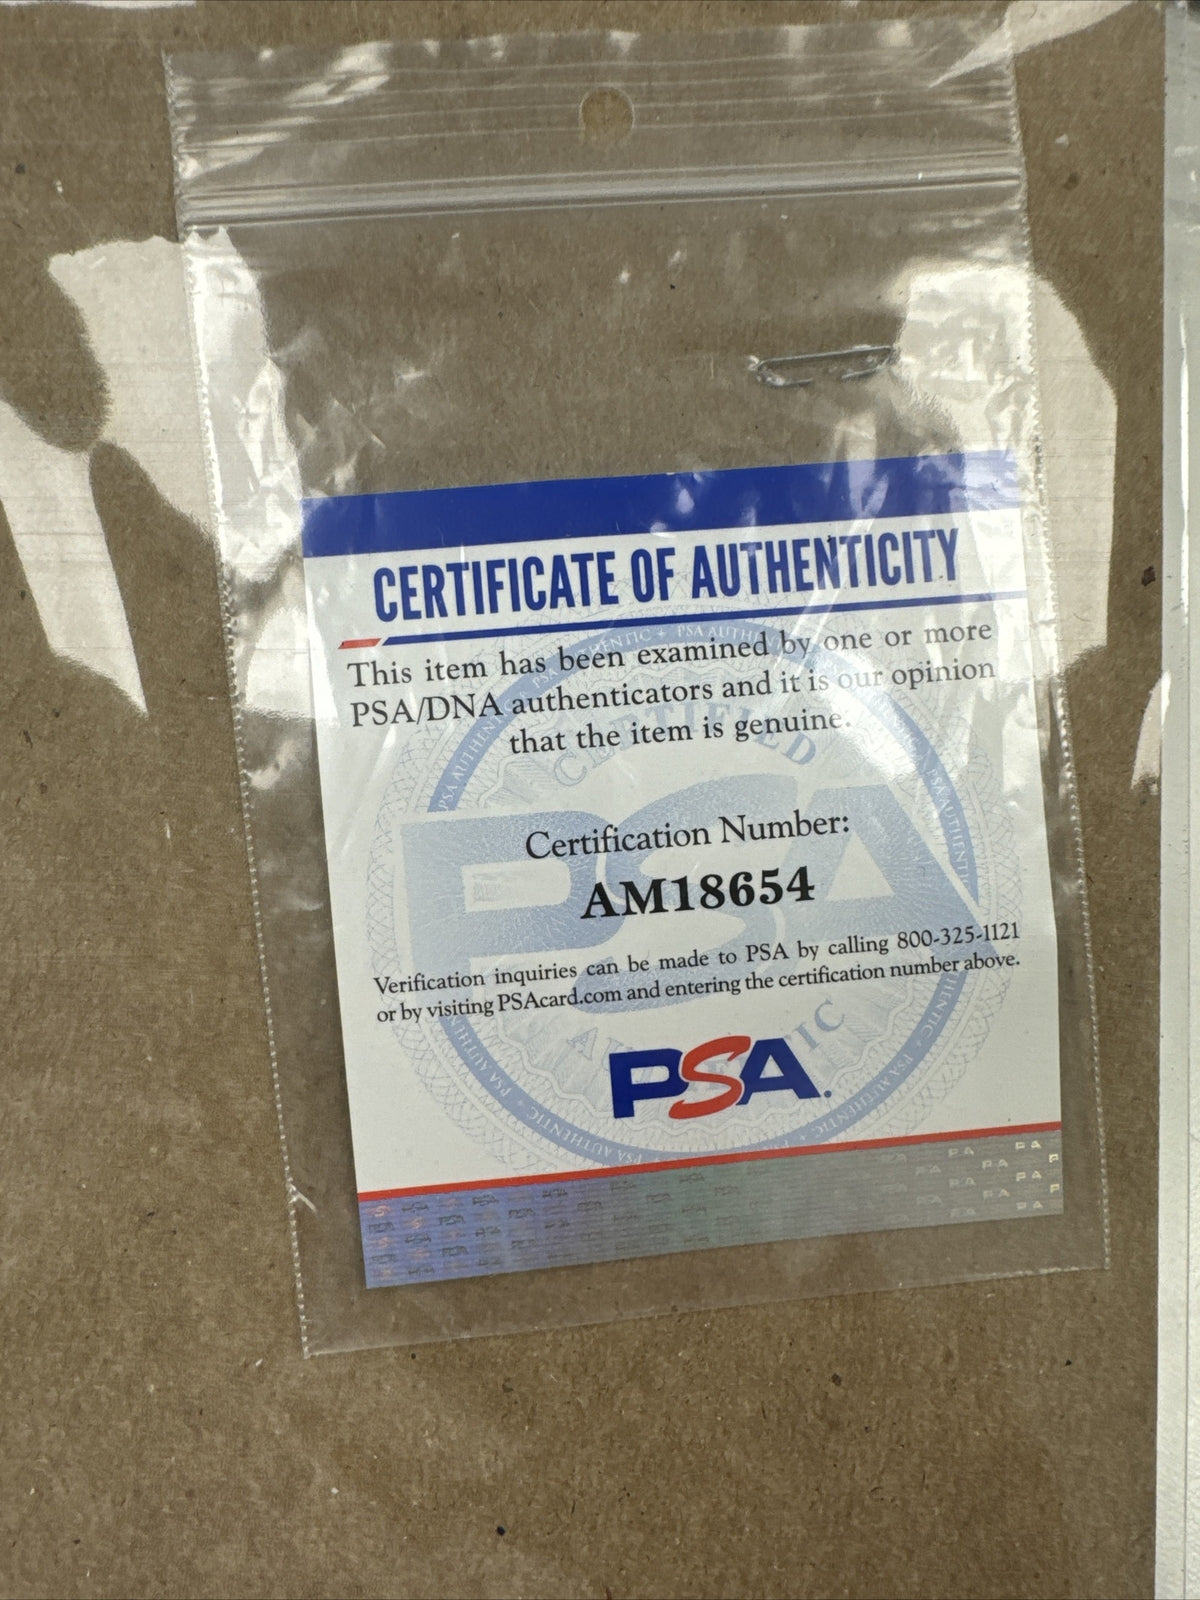 CERTIFICATE OF AUTHENTICITY
This item has been examined by one or more
PSA/DNA authenticators and it is our opinion
that the item is genuine.
CERTIFIED
PSA
Certification Number:
AM18654
Verification inquiries can be made to PSA by calling 800-325-1121
or by visiting PSAcard.com and entering the certification number above.
PSA.